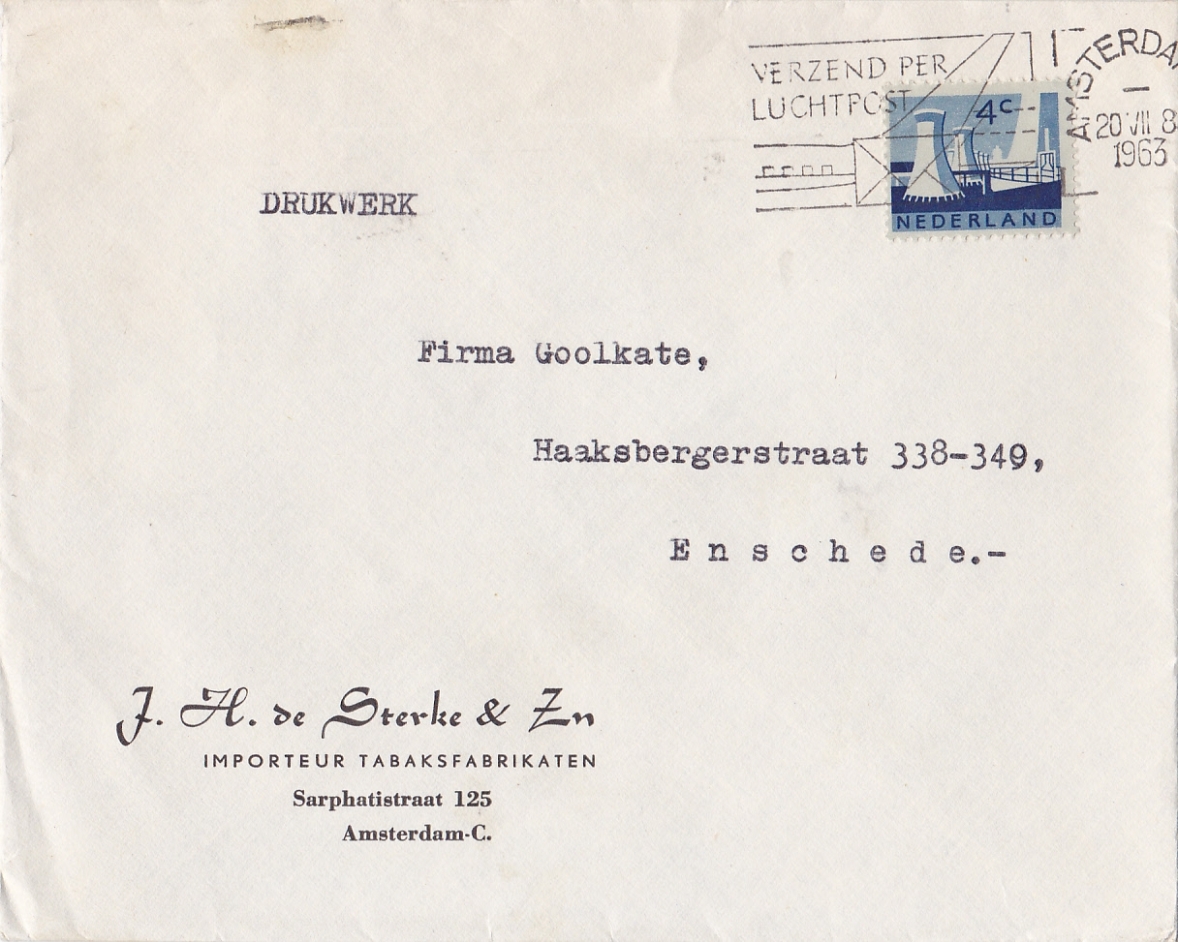 VERZEND PER
LUCHTPOST
AMSTERDA
20 VII 8
1963
4c
NEDERLAND
DRUKWERK
Firma Goolkate,
Haaksbergerstraat 338-349,
E n s c h e d e.-
J. H. de Sterke & Zn
IMPORTEUR TABAKSFABRIKATEN
Sarphatistraat 125
Amsterdam-C.